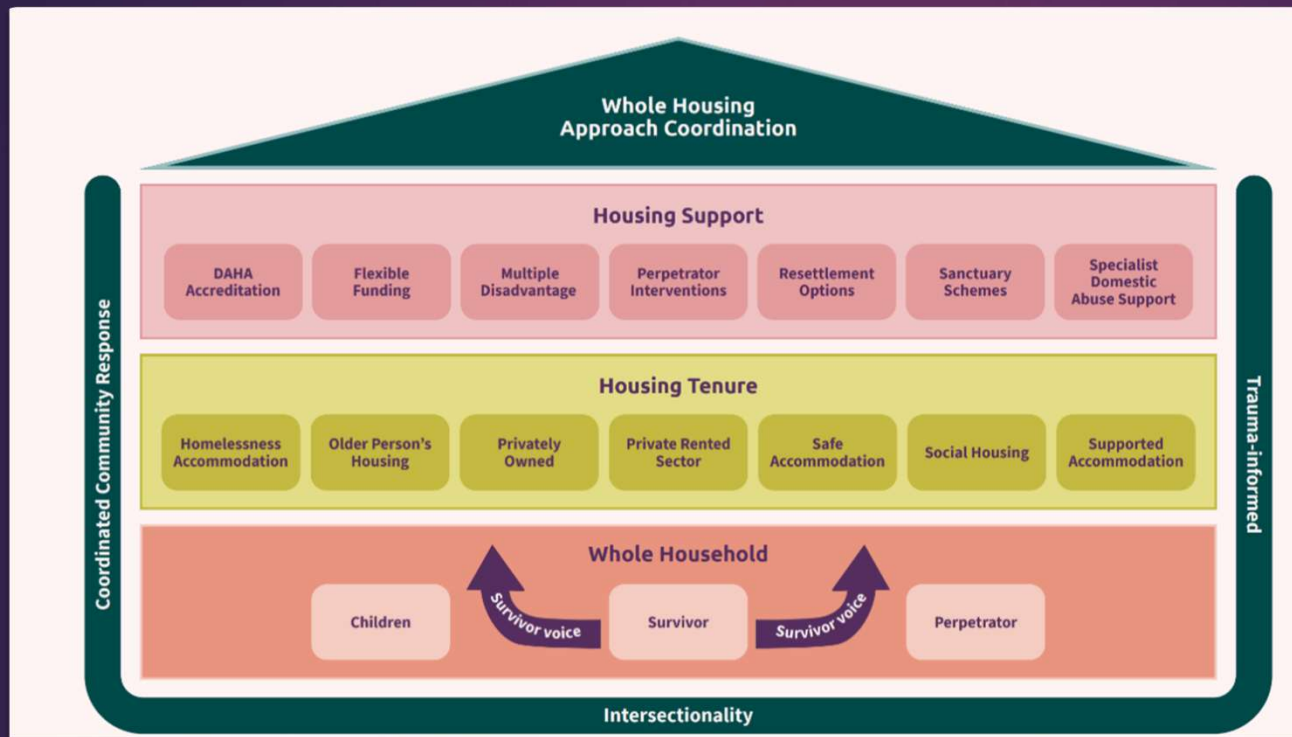 Whole Housing
Approach Coordination
Housing Support
DAHA
Accreditation
Flexible
Funding
Multiple
Disadvantage
Perpetrator
Interventions
Resettlement
Options
Sanctuary
Schemes
Specialist
Domestic
Abuse Support
Housing Tenure
Homelessness
Accommodation
Older Person's
Housing
Privately
Owned
Private Rented
Sector
Safe
Accommodation
Social Housing
Supported
Accommodation
Whole Household
Children
Survivor voice
Survivor
Survivor voice
Perpetrator
Coordinated Community Response
Intersectionality
Trauma-informed